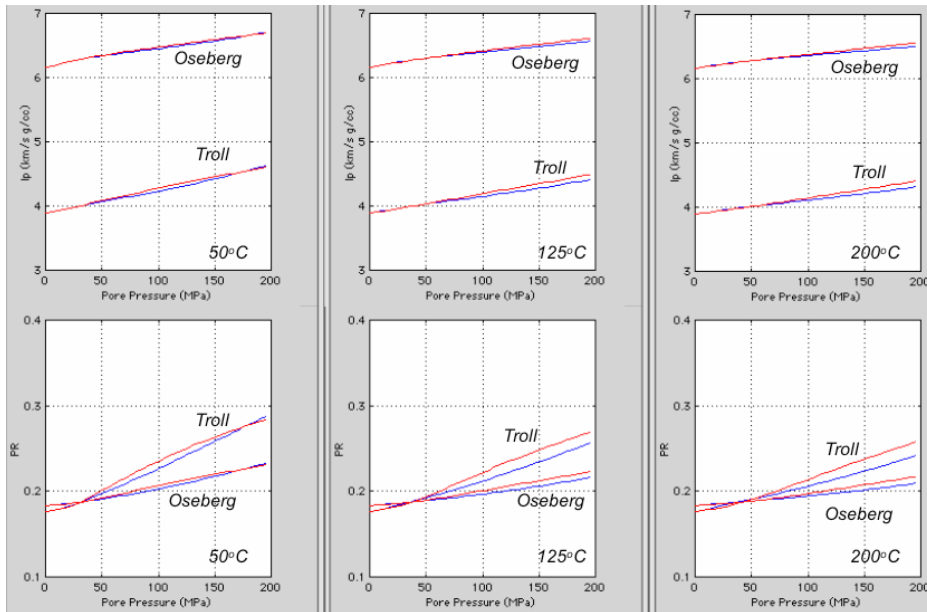 7
6
5
4
3
Ip (km/s g/cc)
Oseberg
Troll
50°C
0 50 100 150 200
Pore Pressure (MPa)
7
6
5
4
3
Ip (km/s g/cc)
Oseberg
Troll
125°C
0 50 100 150 200
Pore Pressure (MPa)
7
6
5
4
3
Ip (km/s g/cc)
Oseberg
Troll
200°C
0 50 100 150 200
Pore Pressure (MPa)
0.4
0.3
0.2
0.1
PR
Troll
Oseberg
50°C
0 50 100 150 200
Pore Pressure (MPa)
0.4
0.3
0.2
0.1
PR
Troll
Oseberg
125°C
0 50 100 150 200
Pore Pressure (MPa)
0.4
0.3
0.2
0.1
PR
Troll
Oseberg
200°C
0 50 100 150 200
Pore Pressure (MPa)